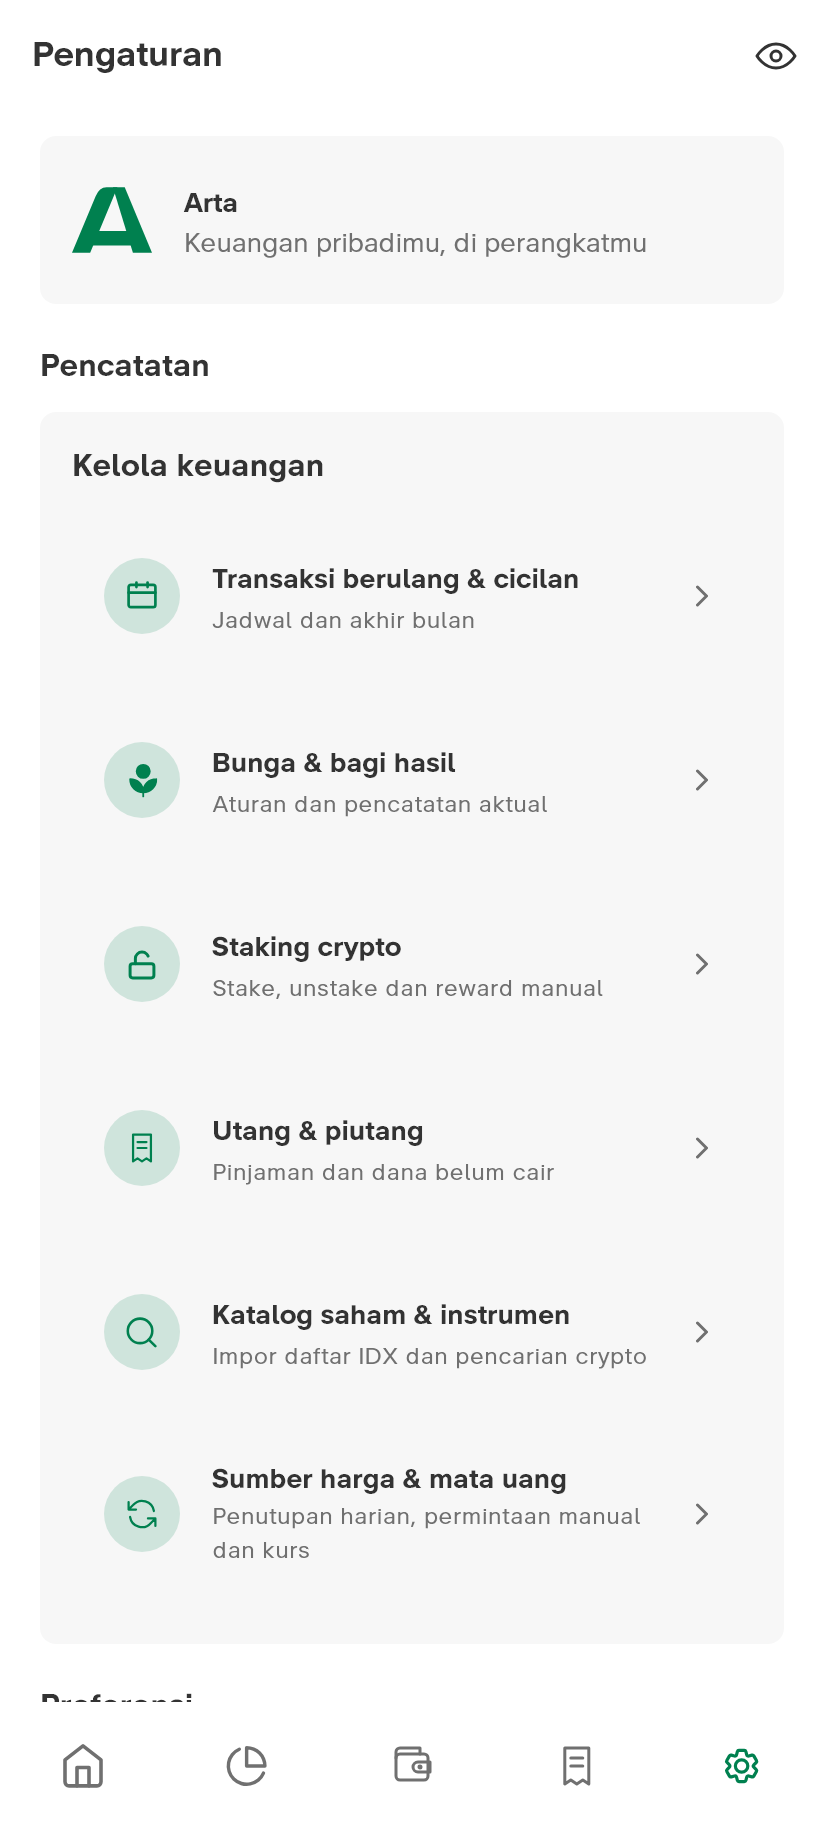 Pengaturan
Arta
Keuangan pribadimu, di perangkatmu
Pencatatan
Kelola keuangan
Transaksi berulang & cicilan
Jadwal dan akhir bulan
Bunga & bagi hasil
Aturan dan pencatatan aktual
Staking crypto
Stake, unstake dan reward manual
Utang & piutang
Pinjaman dan dana belum cair
Katalog saham & instrumen
Impor daftar IDX dan pencarian crypto
Sumber harga & mata uang
Penutupan harian, permintaan manual
dan kurs
Preferensi